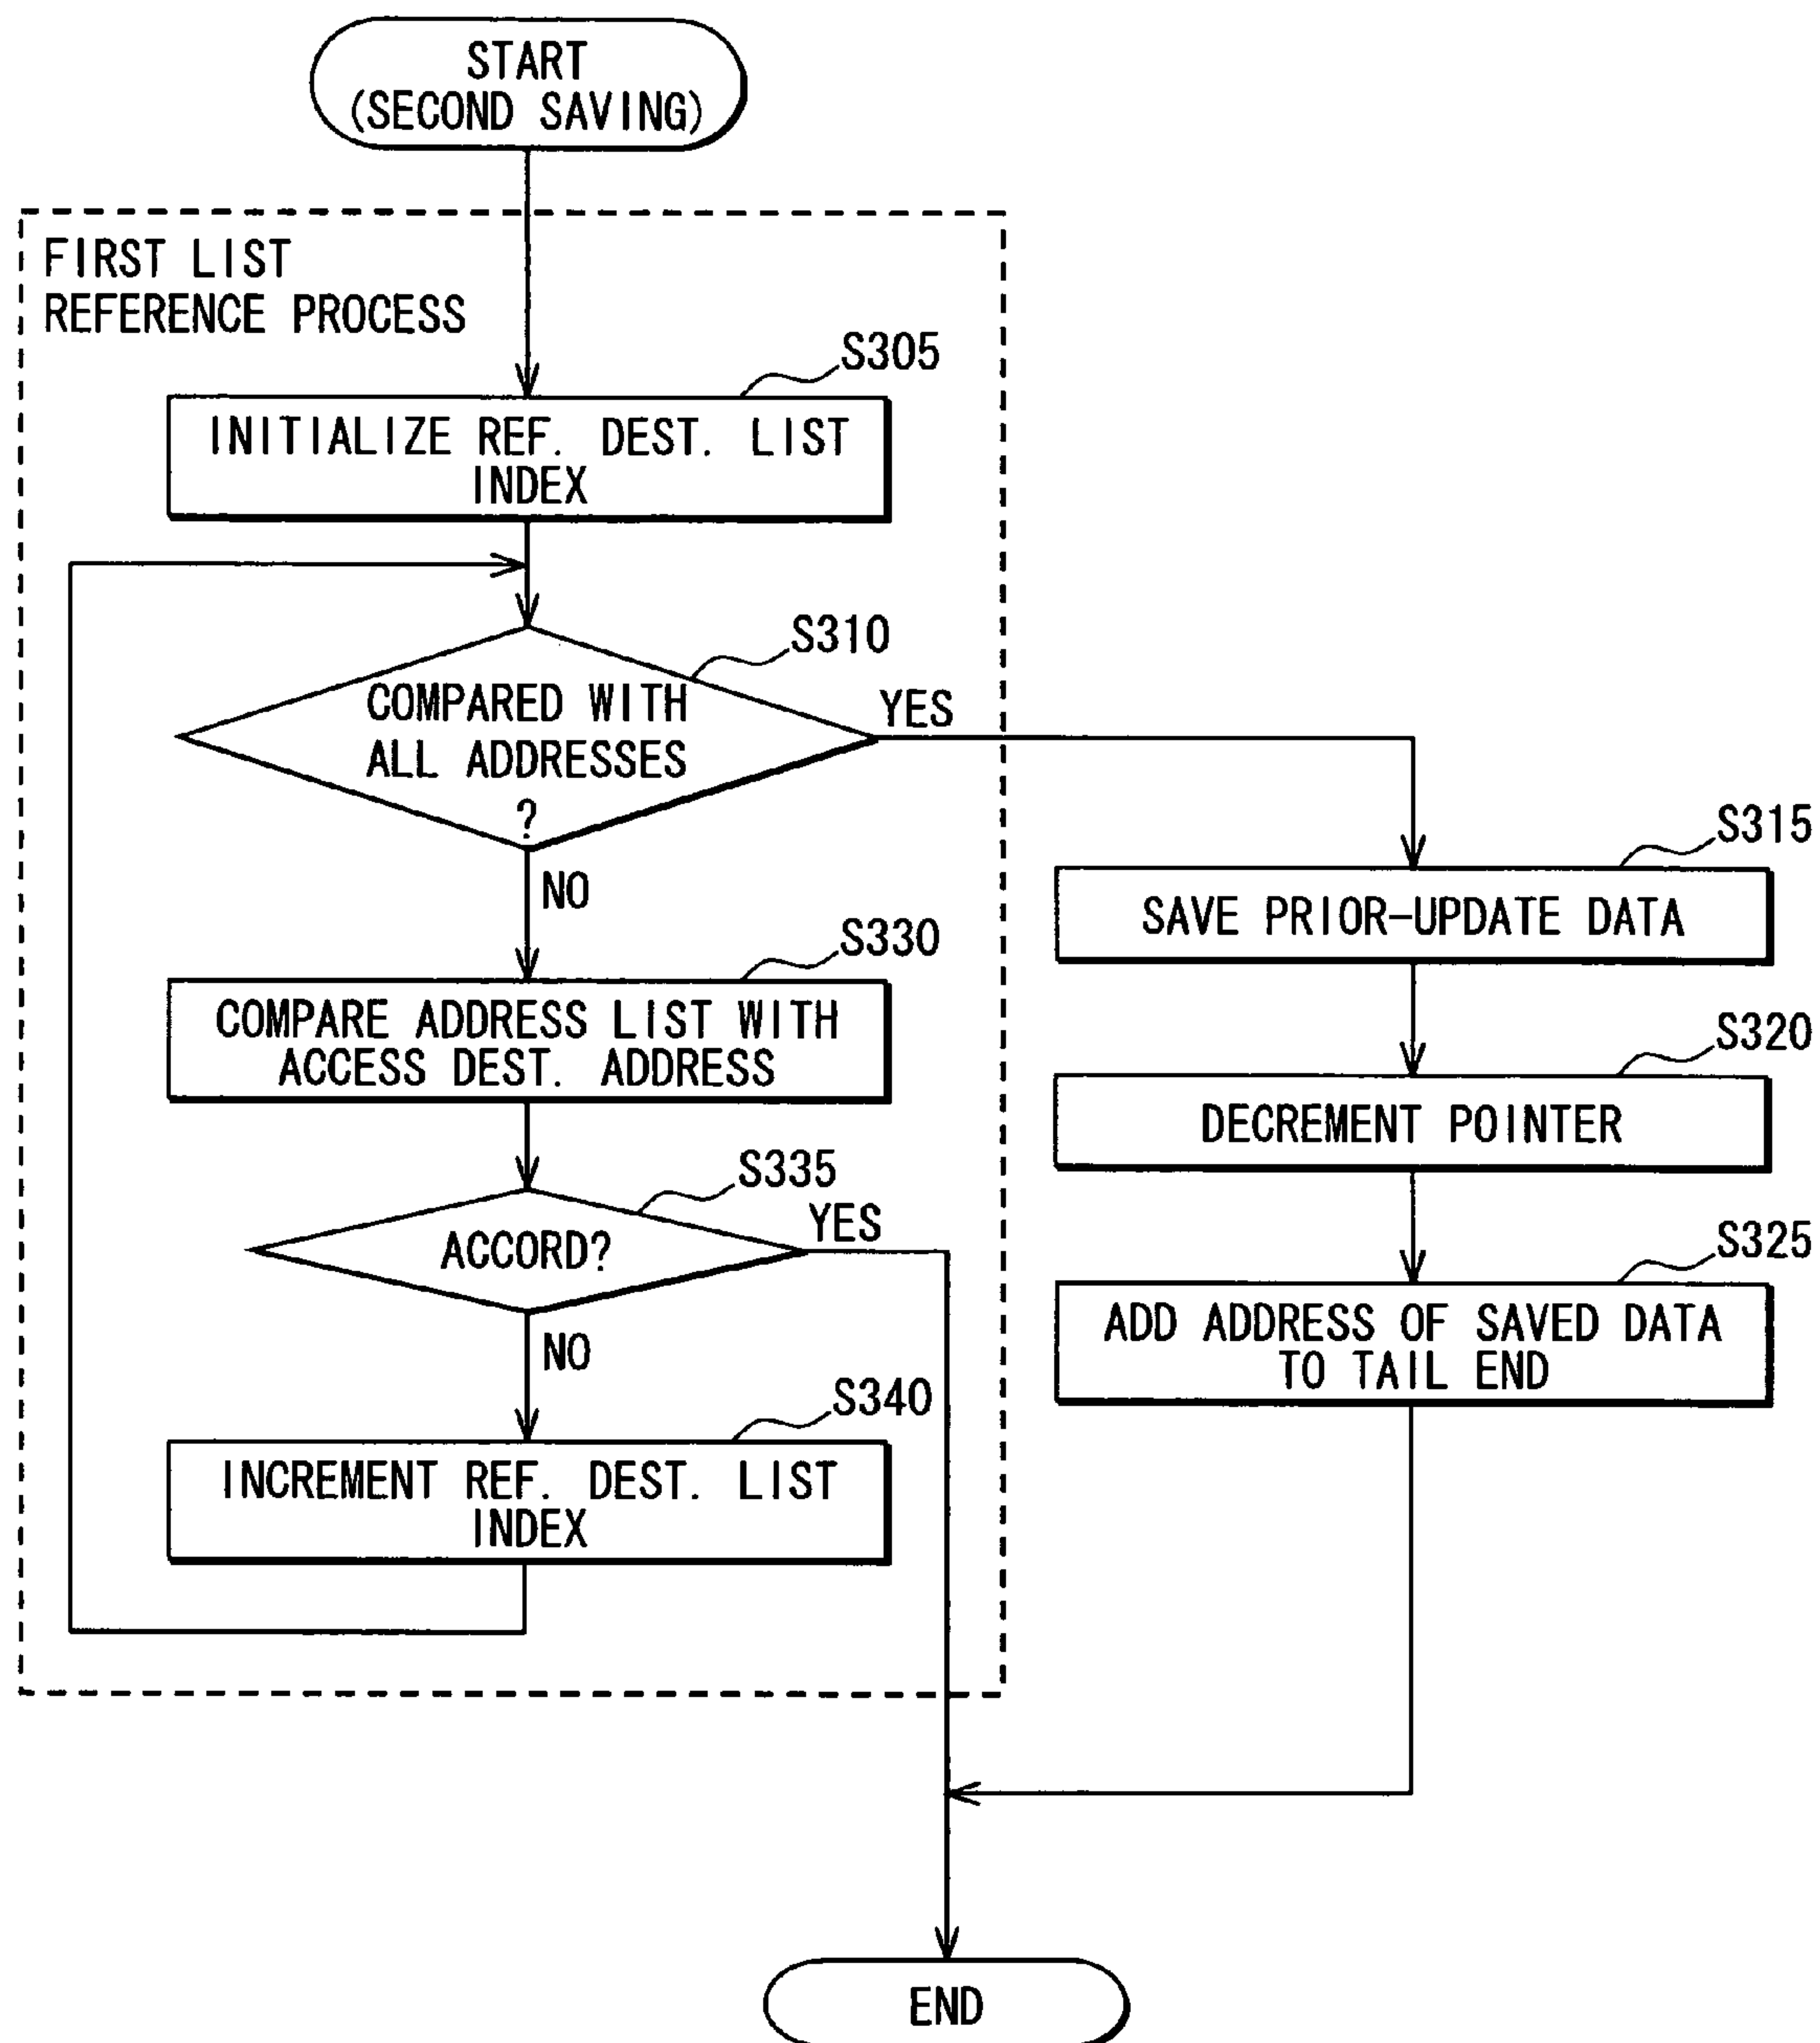 START
(SECOND SAVING)
FIRST LIST
REFERENCE PROCESS
S305
INITIALIZE REF. DEST. LIST
INDEX
S310
COMPARED WITH
ALL ADDRESSES
?
YES
NO
S315
SAVE PRIOR-UPDATE DATA
S330
COMPARE ADDRESS LIST WITH
ACCESS DEST. ADDRESS
S320
DECREMENT POINTER
S335
ACCORD?
YES
NO
S325
ADD ADDRESS OF SAVED DATA
TO TAIL END
S340
INCREMENT REF. DEST. LIST
INDEX
END